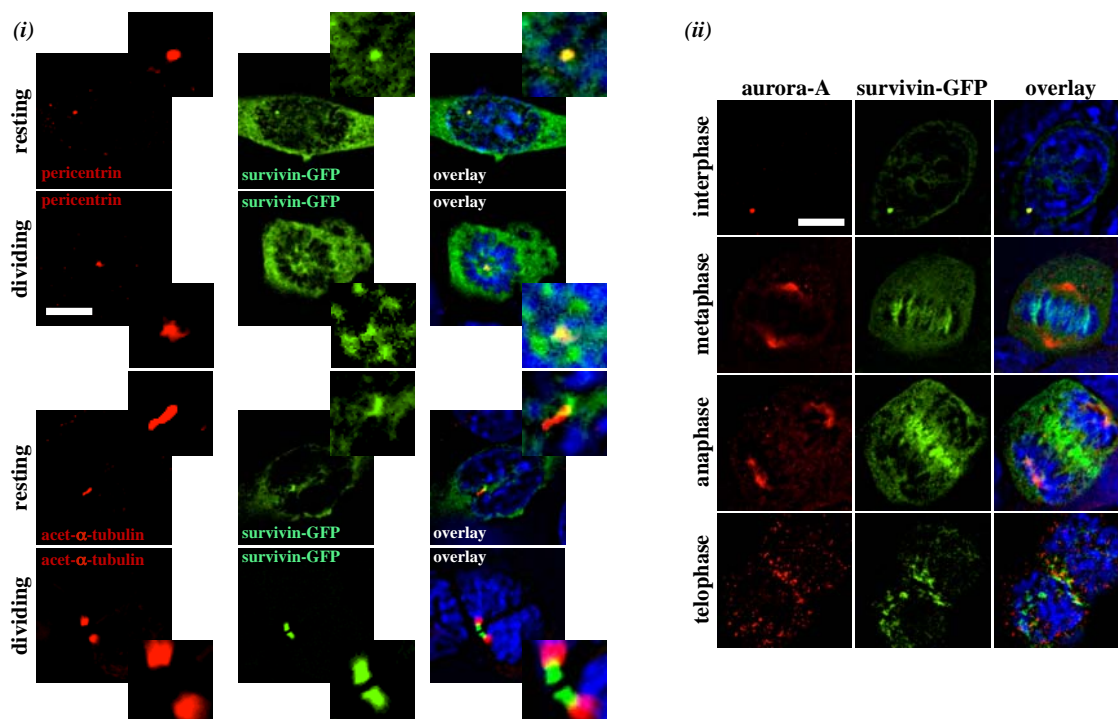 (i)
(ii)
resting
pericentrin
survivin-GFP
overlay
dividing
pericentrin
survivin-GFP
overlay
resting
acet-α-tubulin
survivin-GFP
overlay
dividing
acet-α-tubulin
survivin-GFP
overlay
aurora-A survivin-GFP overlay
interphase
metaphase
anaphase
telophase